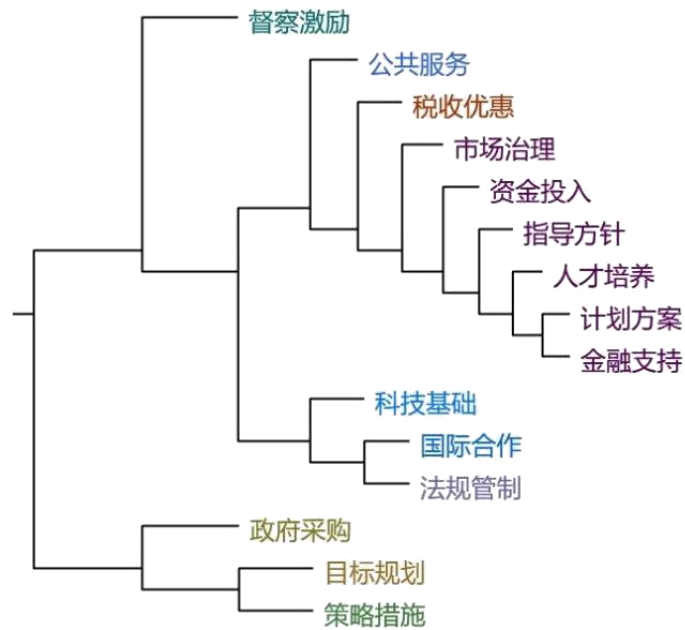 督察激励
公共服务
税收优惠
市场治理
资金投入
指导方针
人才培养
计划方案
金融支持
科技基础
国际合作
法规管制
政府采购
目标规划
策略措施